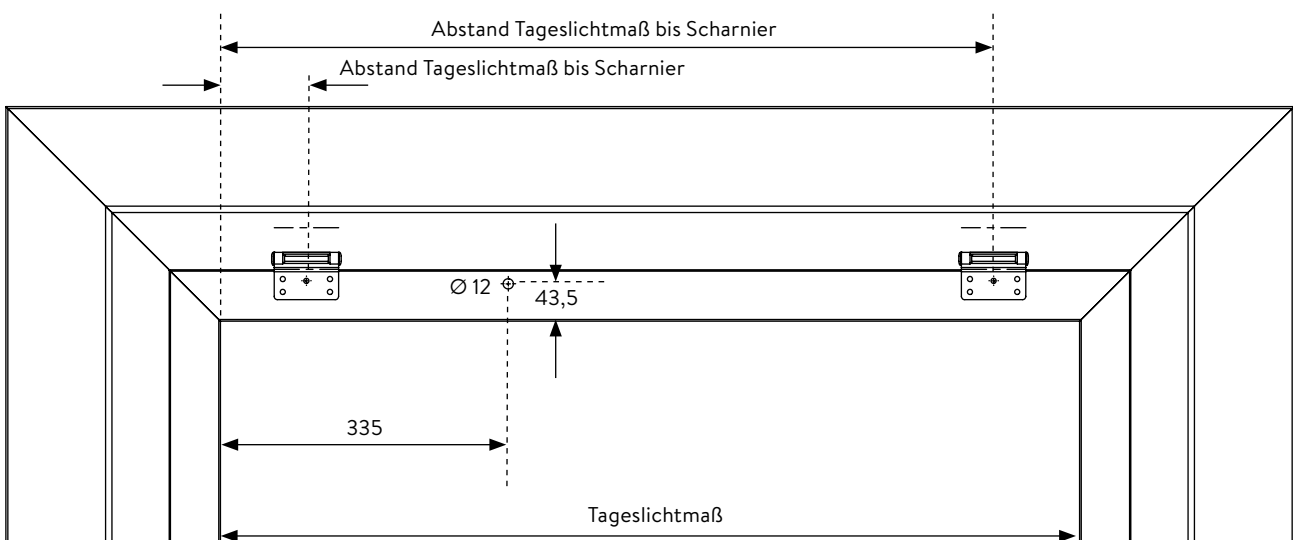 Abstand Tageslichtmaß bis Scharnier
Abstand Tageslichtmaß bis Scharnier
Ø 12
43,5
335
Tageslichtmaß